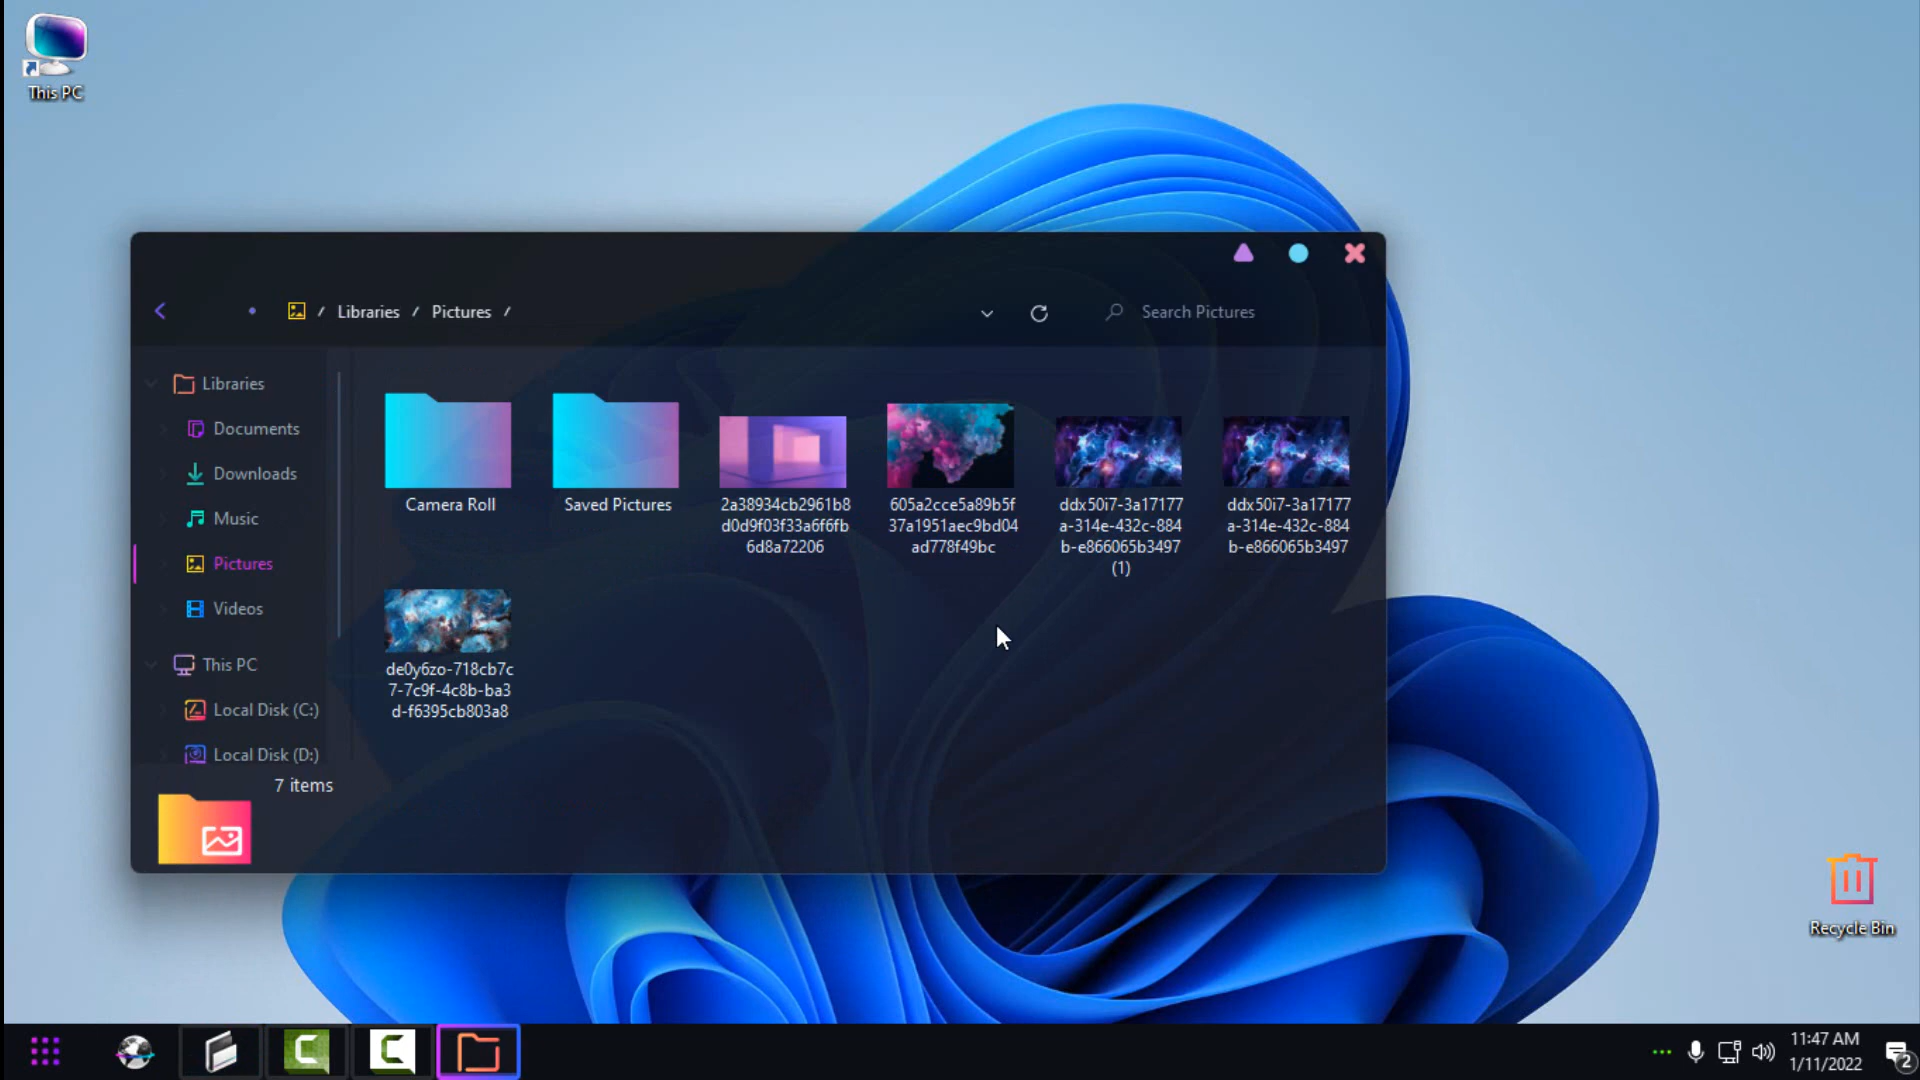 This PC
/ Libraries / Pictures /
Search Pictures
Libraries
Documents
Downloads
Music
Pictures
Videos
This PC
Local Disk (C:)
Local Disk (D:)
Camera Roll
Saved Pictures
2a38934cb2961b8
d0d9f03f33a6f6fb
6d8a72206
605a2cce5a89b5f
37a1951aec9bd04
ad778f49bc
ddx50i7-3a17177
a-314e-432c-884
b-e866065b3497
(1)
ddx50i7-3a17177
a-314e-432c-884
b-e866065b3497
de0y6zo-718cb7c
7-7c9f-4c8b-ba3
d-f6395cb803a8
7 items
Recycle Bin
C
C
11:47 AM
1/11/2022
2